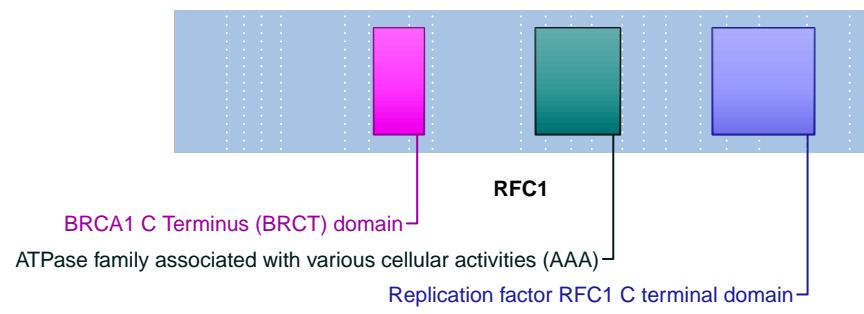 RFC1
BRCA1 C Terminus (BRCT) domain
ATPase family associated with various cellular activities (AAA)
Replication factor RFC1 C terminal domain